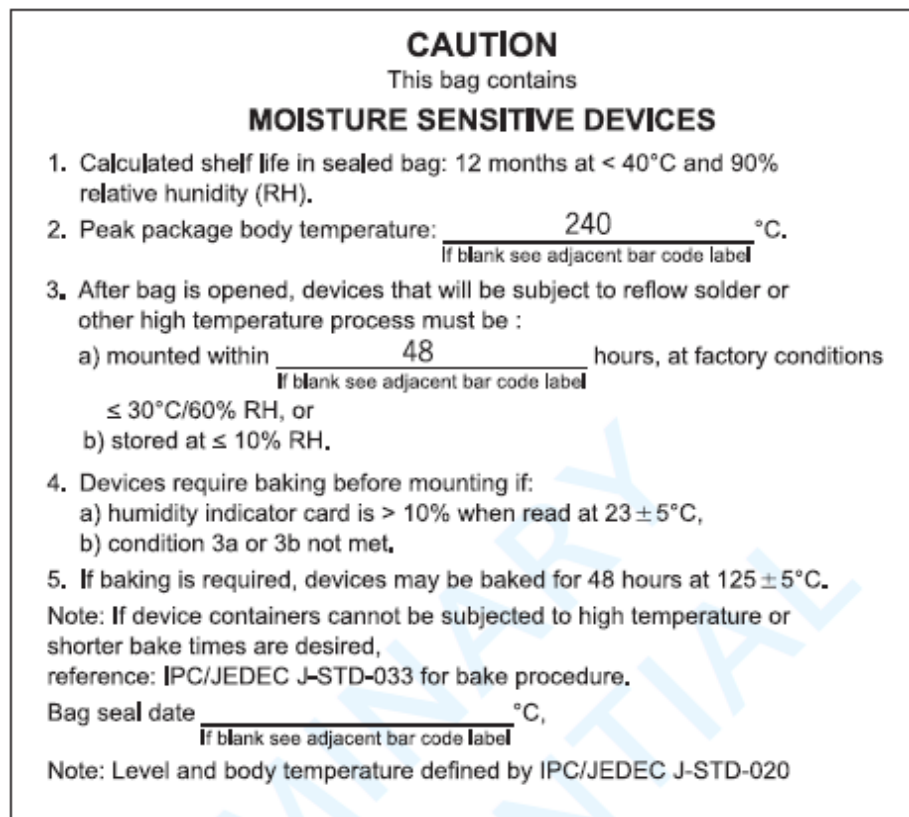 CAUTION
This bag contains
MOISTURE SENSITIVE DEVICES
1. Calculated shelf life in sealed bag: 12 months at < 40°C and 90%
relative hunidity (RH).
2. Peak package body temperature: 240 °C.
If blank see adjacent bar code label
3. After bag is opened, devices that will be subject to reflow solder or
other high temperature process must be :
a) mounted within 48 hours, at factory conditions
If blank see adjacent bar code label
≤ 30°C/60% RH, or
b) stored at ≤ 10% RH.
4. Devices require baking before mounting if:
a) humidity indicator card is > 10% when read at 23±5°C,
b) condition 3a or 3b not met.
5. If baking is required, devices may be baked for 48 hours at 125±5°C.
Note: If device containers cannot be subjected to high temperature or
shorter bake times are desired,
reference: IPC/JEDEC J-STD-033 for bake procedure.
Bag seal date °C,
If blank see adjacent bar code label
Note: Level and body temperature defined by IPC/JEDEC J-STD-020